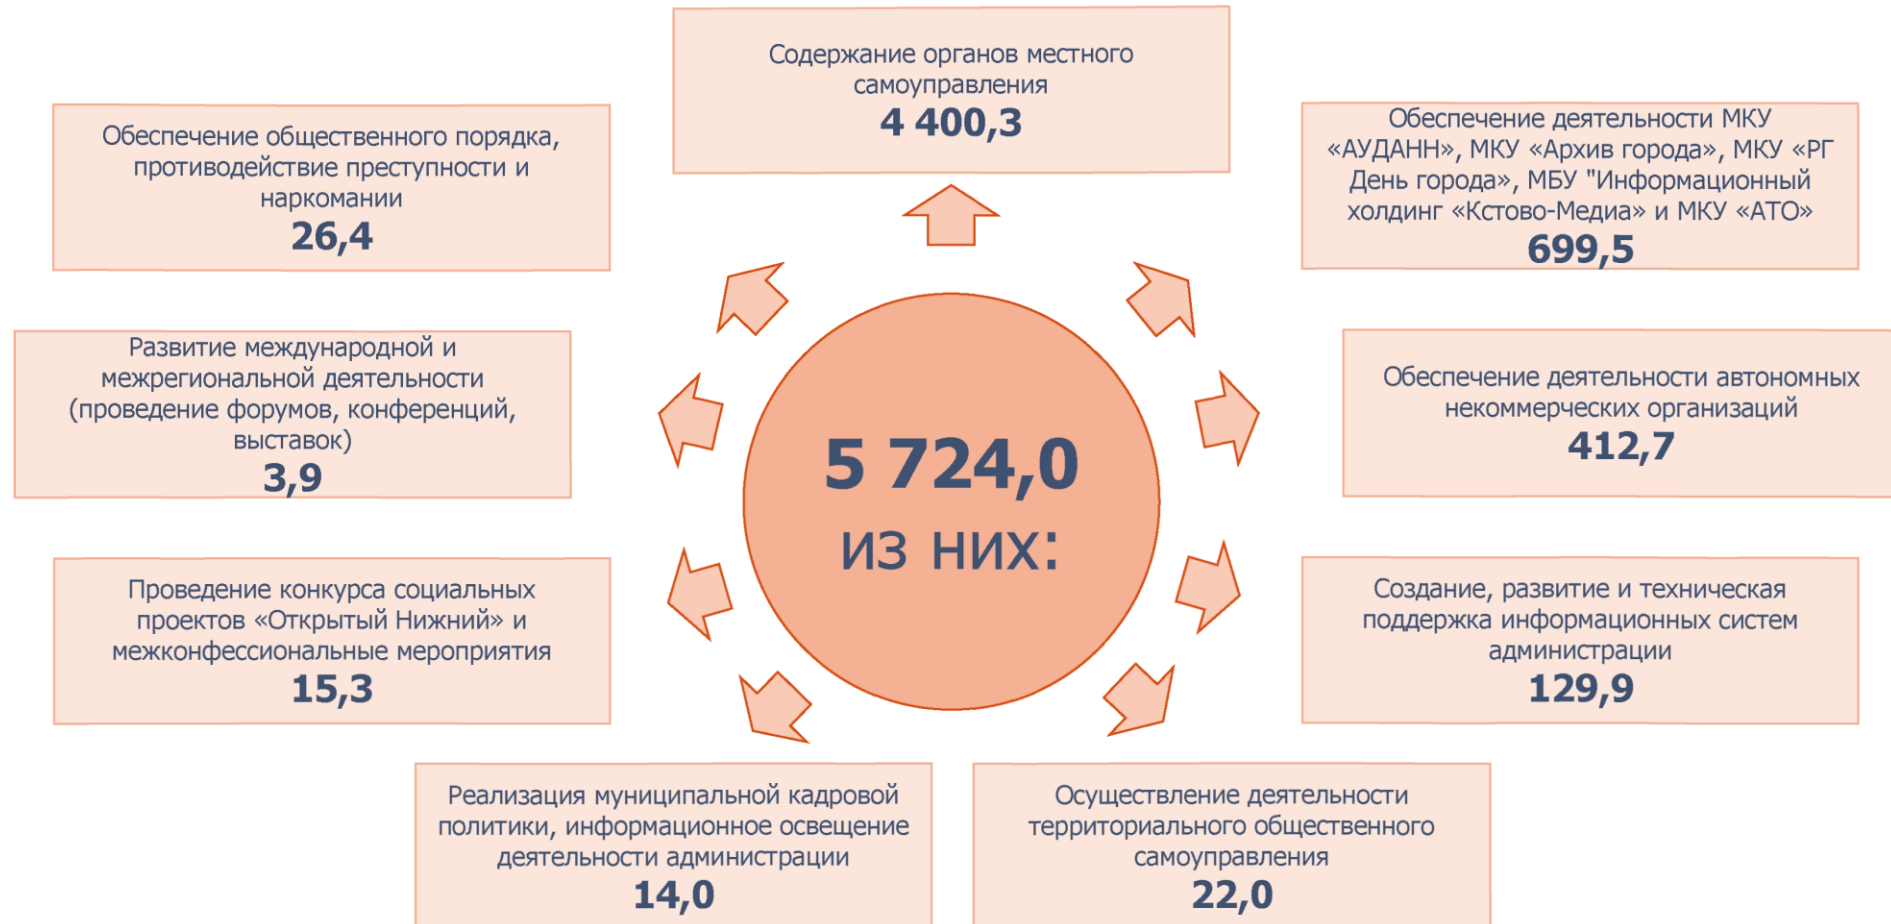 Содержание органов местного
самоуправления
4 400,3
Обеспечение общественного порядка,
противодействие преступности и
наркомании
26,4
Обеспечение деятельности МКУ
«АУДАНН», МКУ «Архив города», МКУ «РГ
День города», МБУ "Информационный
холдинг «Кстово-Медиа» и МКУ «АТО»
699,5
Развитие международной и
межрегиональной деятельности
(проведение форумов, конференций,
выставок)
3,9
5 724,0
из них:
Обеспечение деятельности автономных
некоммерческих организаций
412,7
Проведение конкурса социальных
проектов «Открытый Нижний» и
межконфессиональные мероприятия
15,3
Создание, развитие и техническая
поддержка информационных систем
администрации
129,9
Реализация муниципальной кадровой
политики, информационное освещение
деятельности администрации
14,0
Осуществление деятельности
территориального общественного
самоуправления
22,0